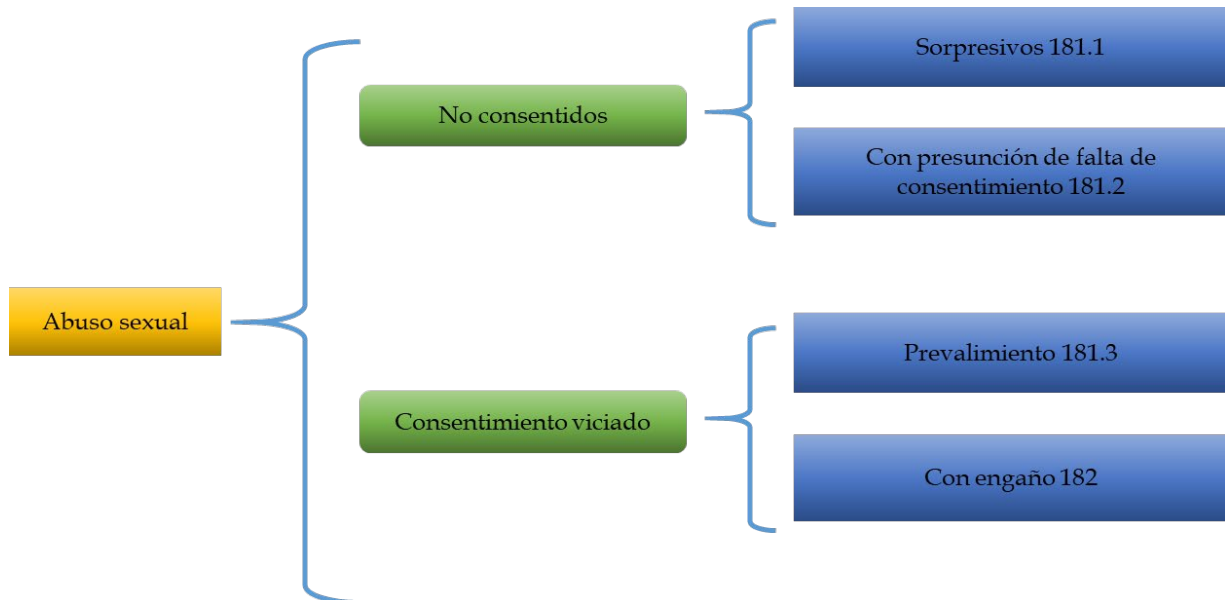 Abuso sexual
No consentidos
Sorpresivos 181.1
Con presunción de falta de
consentimiento 181.2
Consentimiento viciado
Prevalimiento 181.3
Con engaño 182